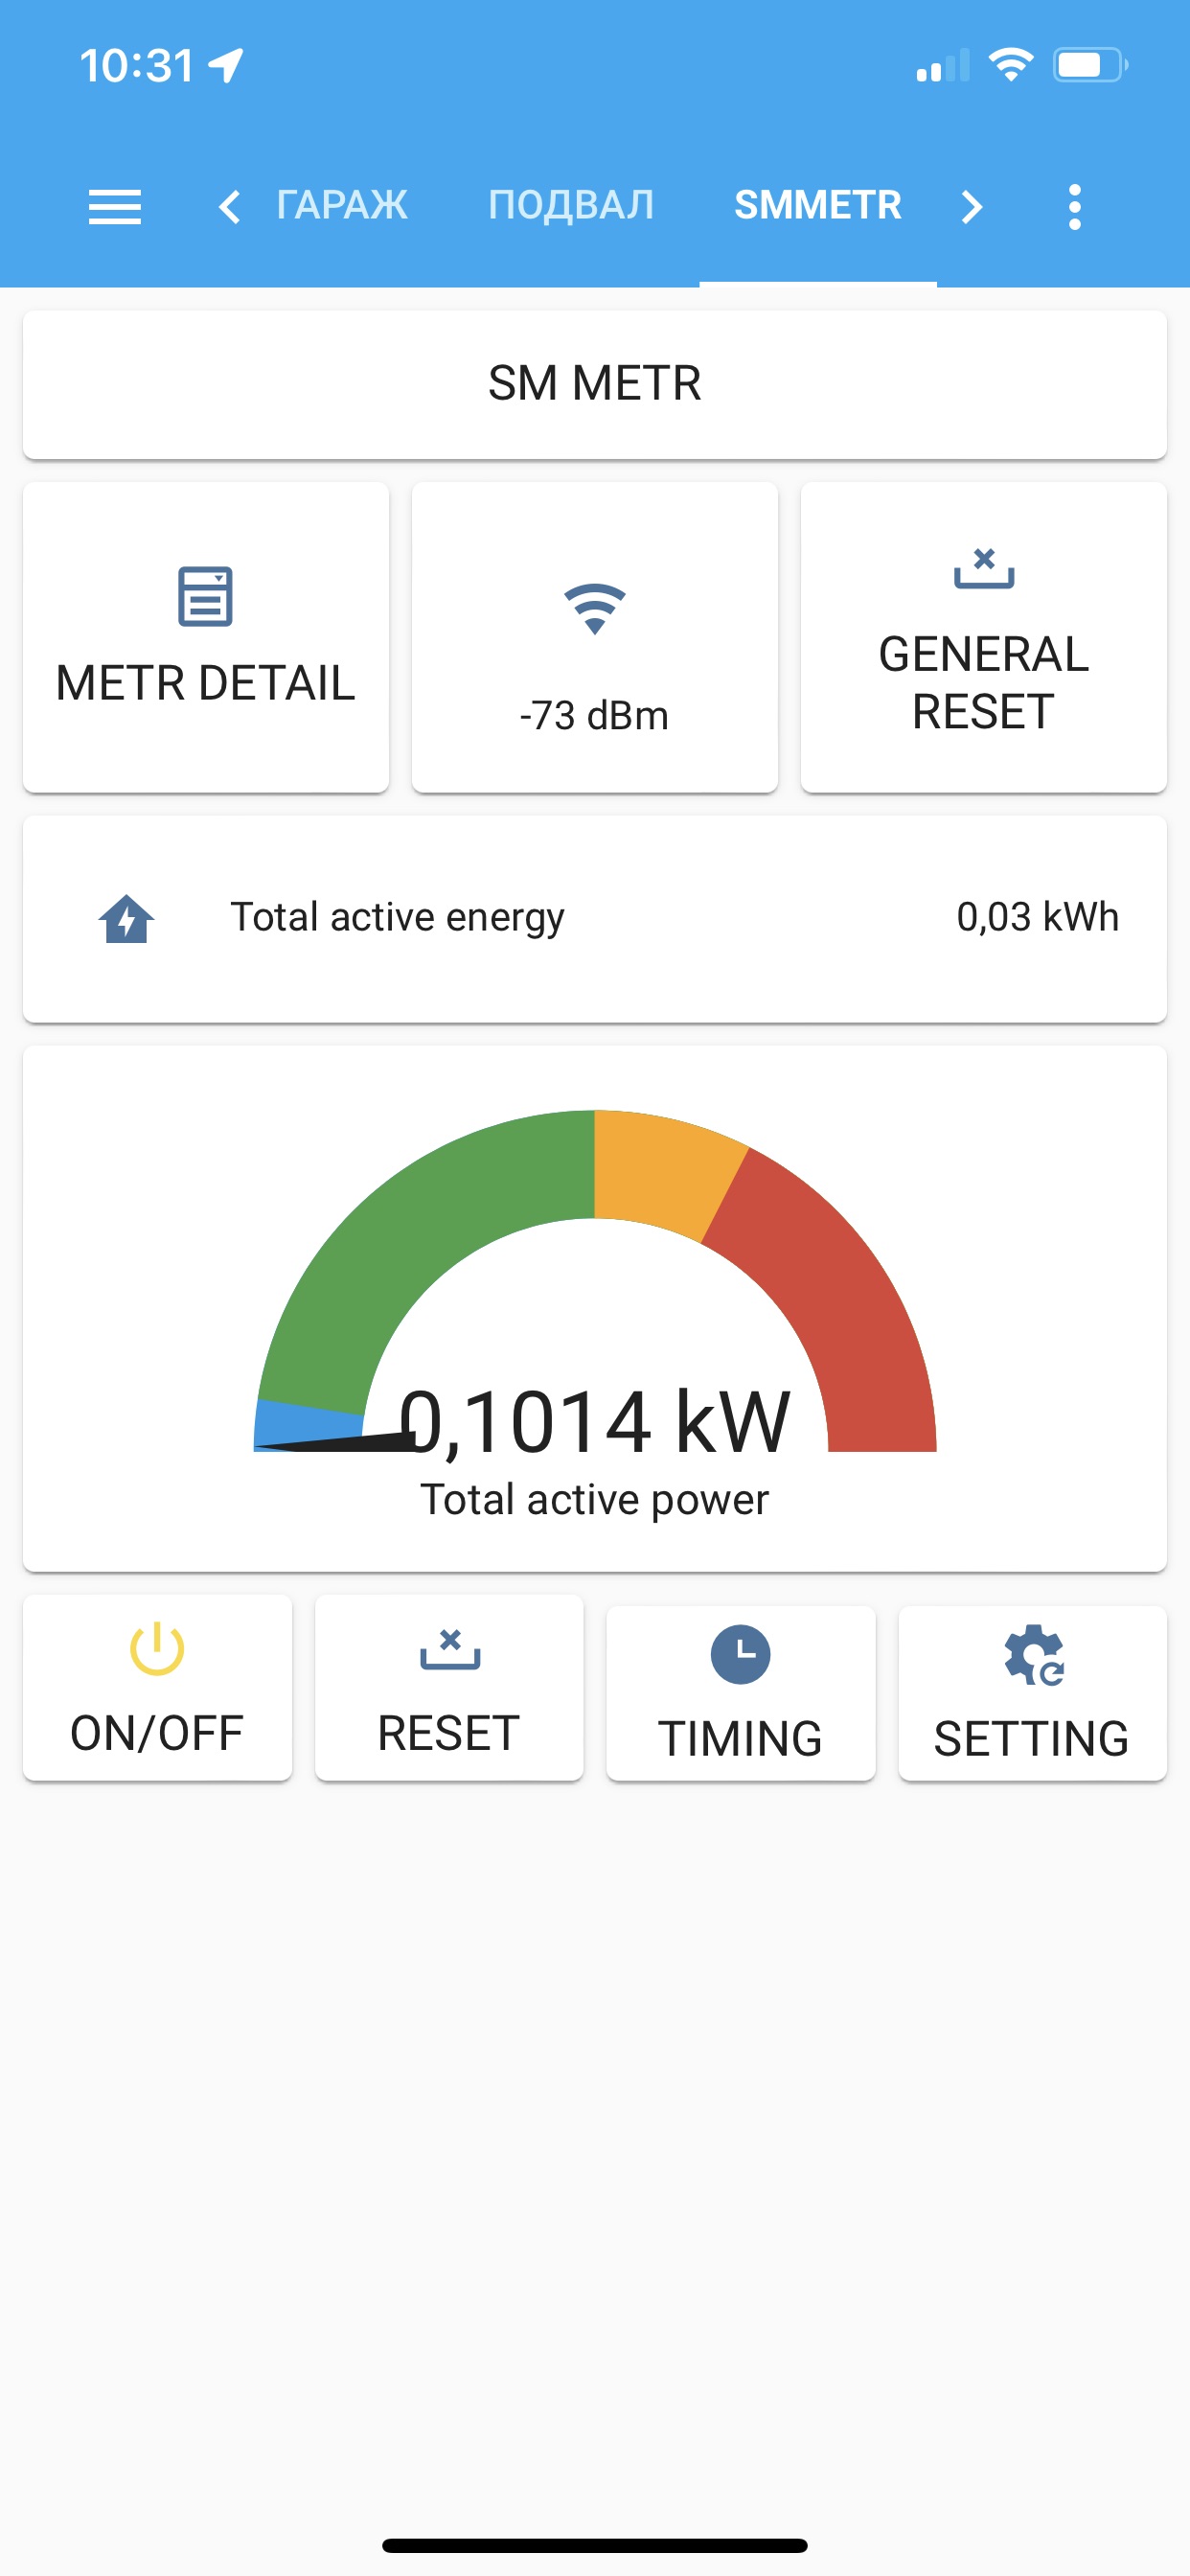 10:31
ГАРАЖ ПОДВАЛ SMMETR
SM METR
METR DETAIL
-73 dBm
GENERAL
RESET
Total active energy 0,03 kWh
0,1014 kW
Total active power
ON/OFF RESET TIMING SETTING